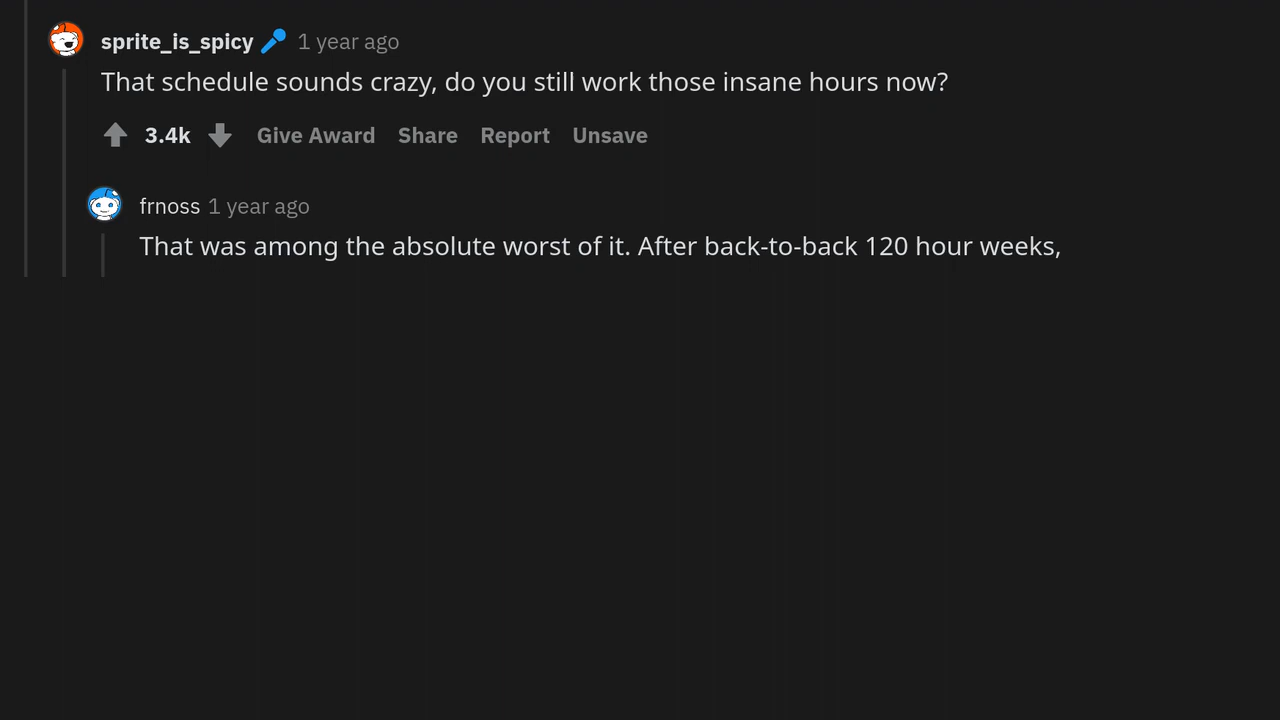 sprite_is_spicy 1 year ago
That schedule sounds crazy, do you still work those insane hours now?
3.4k Give Award Share Report Unsave
frnoss 1 year ago
That was among the absolute worst of it. After back-to-back 120 hour weeks,